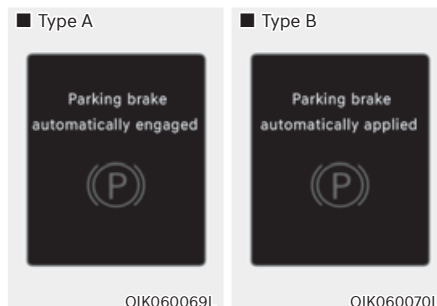 ■ Type A
Parking brake
automatically engaged
P
OIK060069L
■ Type B
Parking brake
automatically applied
P
OIK060070L